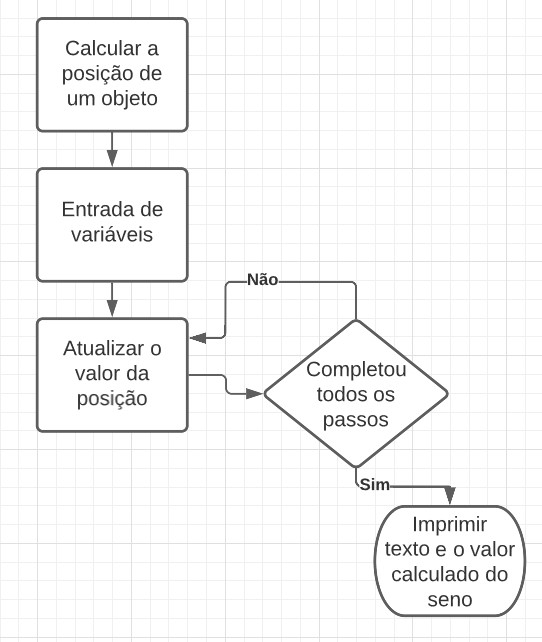 Calcular a
posição de
um objeto
Entrada de
variáveis
Não
Atualizar o
valor da
posição
Completou
todos os
passos
Sim
Imprimir
texto e o valor
calculado do
seno